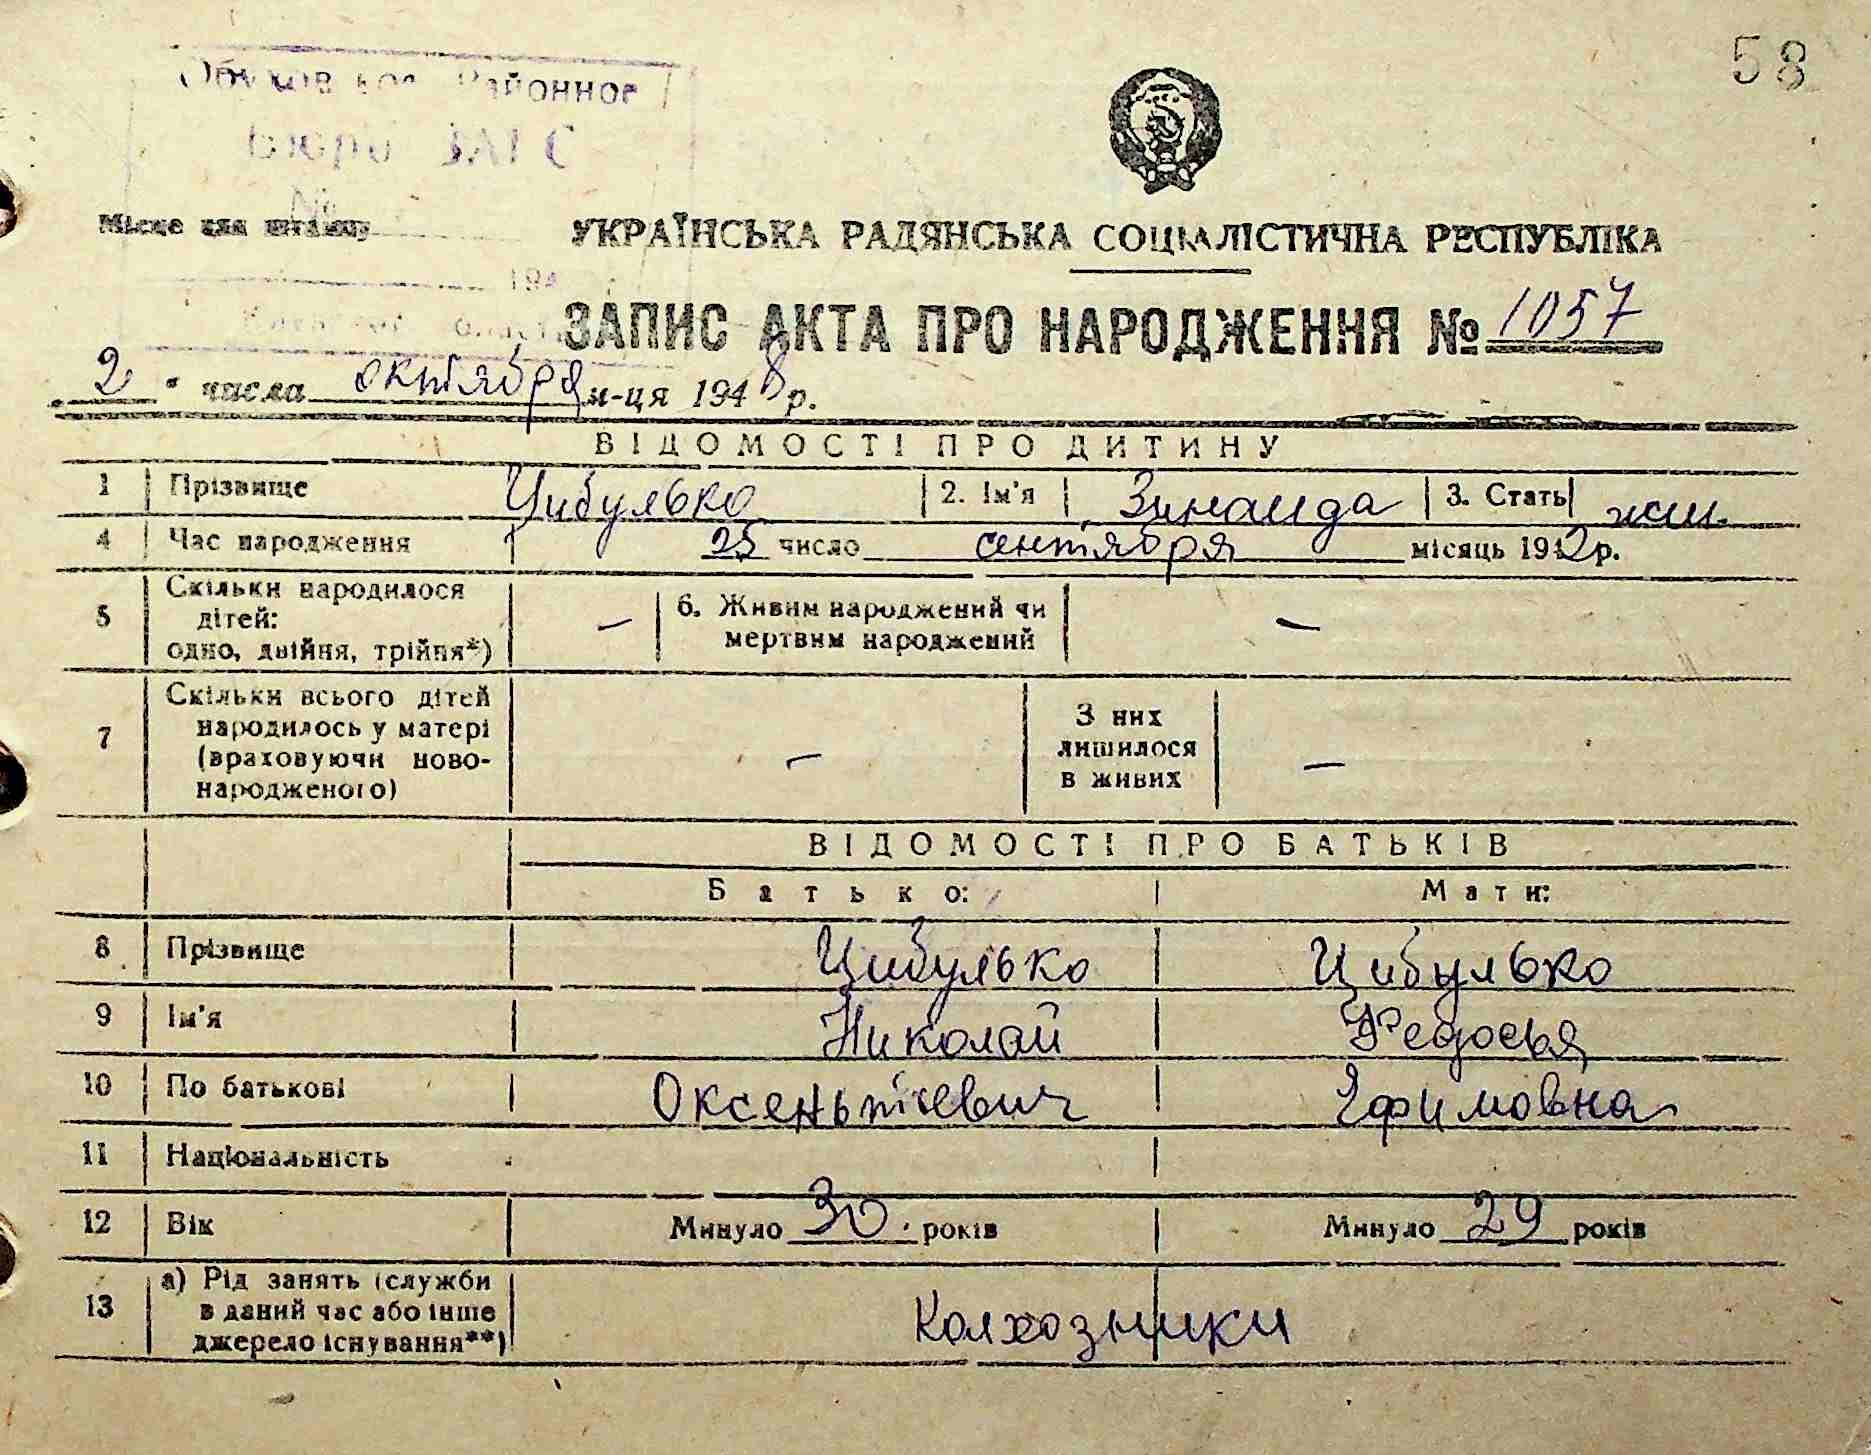 58
Районное
Бюро ЗАГС
№
Місце для штампу
194
УКРАЇНСЬКА РАДЯНСЬКА СОЦІАЛІСТИЧНА РЕСПУБЛІКА
ЗАПИС АКТА ПРО НАРОДЖЕННЯ № 1057
„2“ числа октября м-ця 1948 р.
ВІДОМОСТІ ПРО ДИТИНУ
1 Прізвище Цибулько 2. Ім'я Зинаида 3. Стать жен.
4 Час народження 25 число сентября місяць 1942 р.
5 Скільки народилося дітей: одно, двійня, трійня*) — 6. Живим народжений чи мертвим народжений —
7 Скільки всього дітей народилось у матері (враховуючи ново-народженого) — З них лишилося в живих —
ВІДОМОСТІ ПРО БАТЬКІВ
Батько: Мати:
8 Прізвище Цибулько Цибулько
9 Ім'я Николай Федосья
10 По батькові Оксентиевич Ефимовна
11 Національність
12 Вік Минуло 30 років Минуло 29 років
13 а) Рід занять (служби в даний час або інше джерело існування**) Колхозники